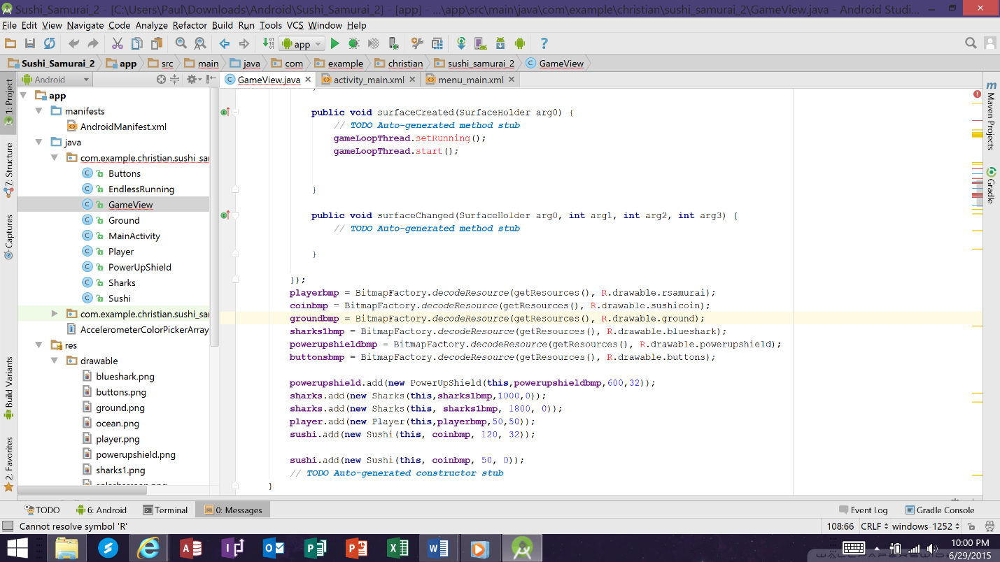 Sushi_Samurai_2 - [C:\Users\Paul\Downloads\Android\Sushi_Samurai_2] - [app] - ...\app\src\main\java\com\example\christian\sushi_samurai_2\GameView.java - Android Studi...
File Edit View Navigate Code Analyze Refactor Build Run Tools VCS Window Help
app
Sushi_Samurai_2 app src main java com example christian sushi_samurai_2 GameView
Android
GameView.java activity_main.xml menu_main.xml
1: Project
7: Structure
Captures
Build Variants
2: Favorites
app
manifests
AndroidManifest.xml
java
com.example.christian.sushi_sa
Buttons
EndlessRunning
GameView
Ground
MainActivity
Player
PowerUpShield
Sharks
Sushi
com.example.christian.sushi_sa
AccelerometerColorPickerArray
res
drawable
blueshark.png
buttons.png
ground.png
ocean.png
player.png
powerupshield.png
sharks1.png
public void surfaceCreated(SurfaceHolder arg0) {
// TODO Auto-generated method stub
gameLoopThread.setRunning();
gameLoopThread.start();
}
public void surfaceChanged(SurfaceHolder arg0, int arg1, int arg2, int arg3) {
// TODO Auto-generated method stub
}
});
playerbmp = BitmapFactory.decodeResource(getResources(), R.drawable.rsamurai);
coinbmp = BitmapFactory.decodeResource(getResources(), R.drawable.sushicoin);
groundbmp = BitmapFactory.decodeResource(getResources(), R.drawable.ground);
sharks1bmp = BitmapFactory.decodeResource(getResources(), R.drawable.blueshark);
powerupshieldbmp = BitmapFactory.decodeResource(getResources(), R.drawable.powerupshield);
buttonsbmp = BitmapFactory.decodeResource(getResources(), R.drawable.buttons);
powerupshield.add(new PowerUpShield(this,powerupshieldbmp,600,32));
sharks.add(new Sharks(this,sharks1bmp,1000,0));
sharks.add(new Sharks(this, sharks1bmp, 1800, 0));
player.add(new Player(this,playerbmp,50,50));
sushi.add(new Sushi(this, coinbmp, 120, 32));
sushi.add(new Sushi(this, coinbmp, 50, 0));
// TODO Auto-generated constructor stub
}
Maven Projects
Gradle
TODO 6: Android Terminal 0: Messages Event Log Gradle Console
Cannot resolve symbol 'R' 108:66 CRLF windows-1252
10:00 PM
6/29/2015